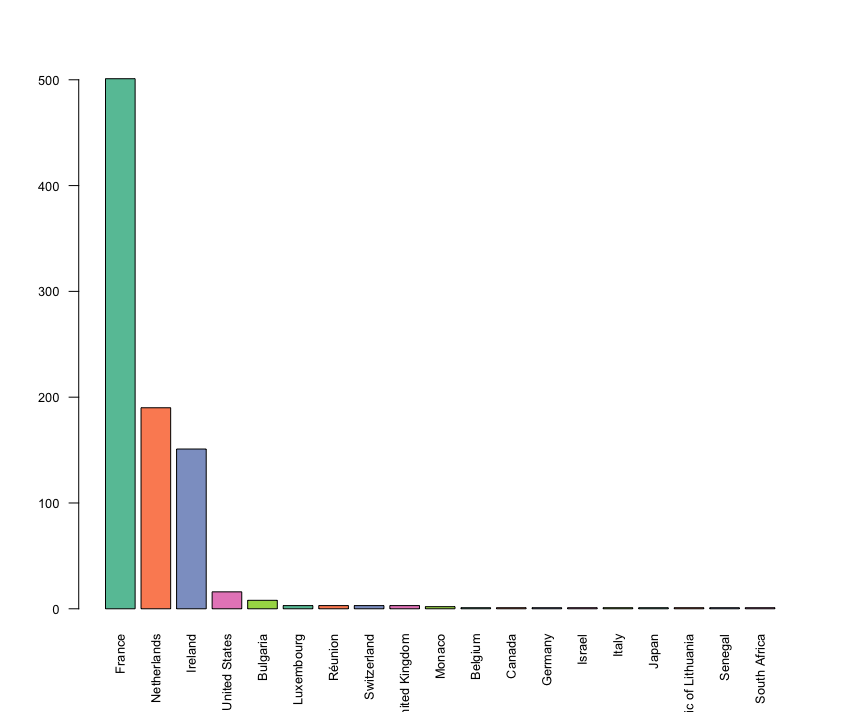 500
400
300
200
100
0
France
Netherlands
Ireland
United States
Bulgaria
Luxembourg
Réunion
Switzerland
nited Kingdom
Monaco
Belgium
Canada
Germany
Israel
Italy
Japan
ic of Lithuania
Senegal
South Africa